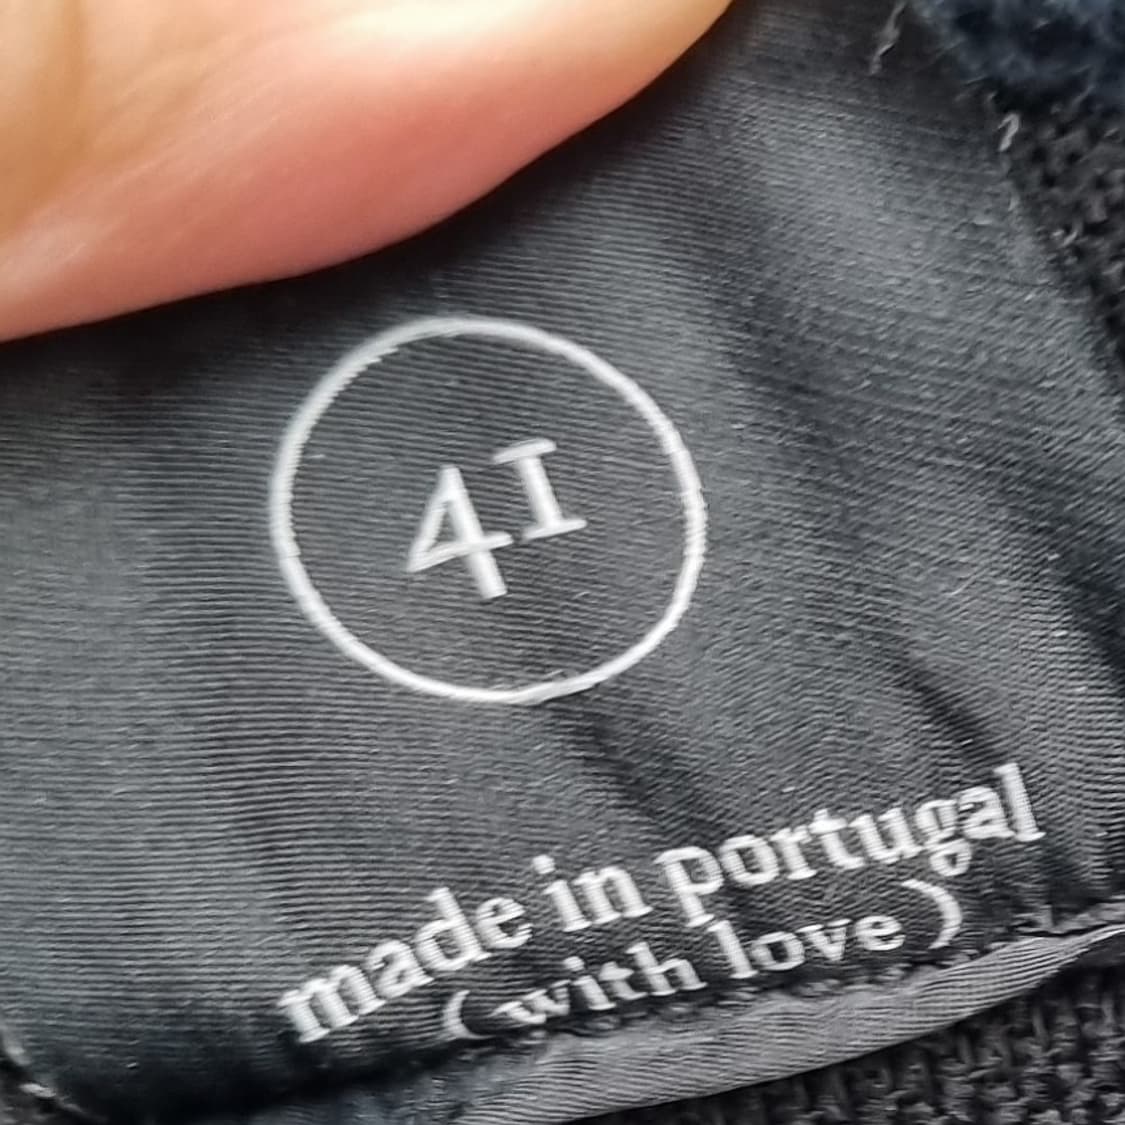 41
made in portugal
(with love)